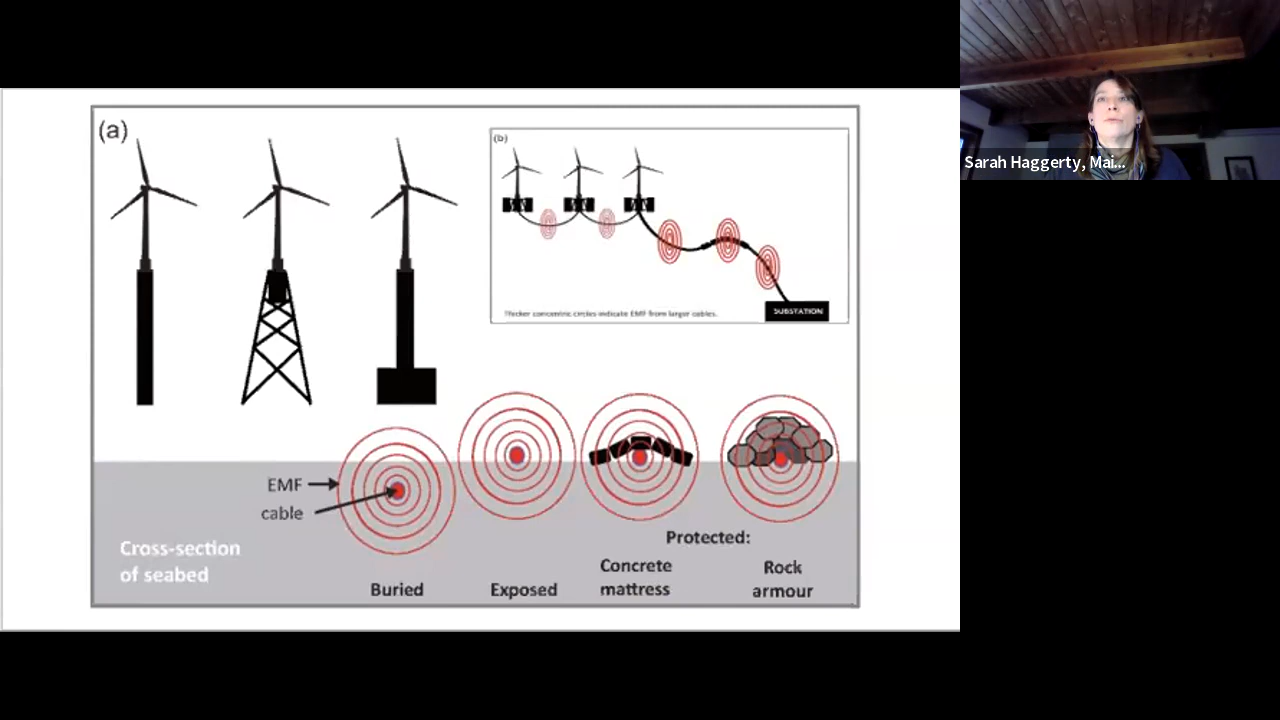 (a)
(b)
Thicker concentric circles indicate EMF from larger cables.
SUBSTATION
EMF
cable
Cross-section
of seabed
Buried
Exposed
Protected:
Concrete
mattress
Rock
armour
Sarah Haggerty, Mai...